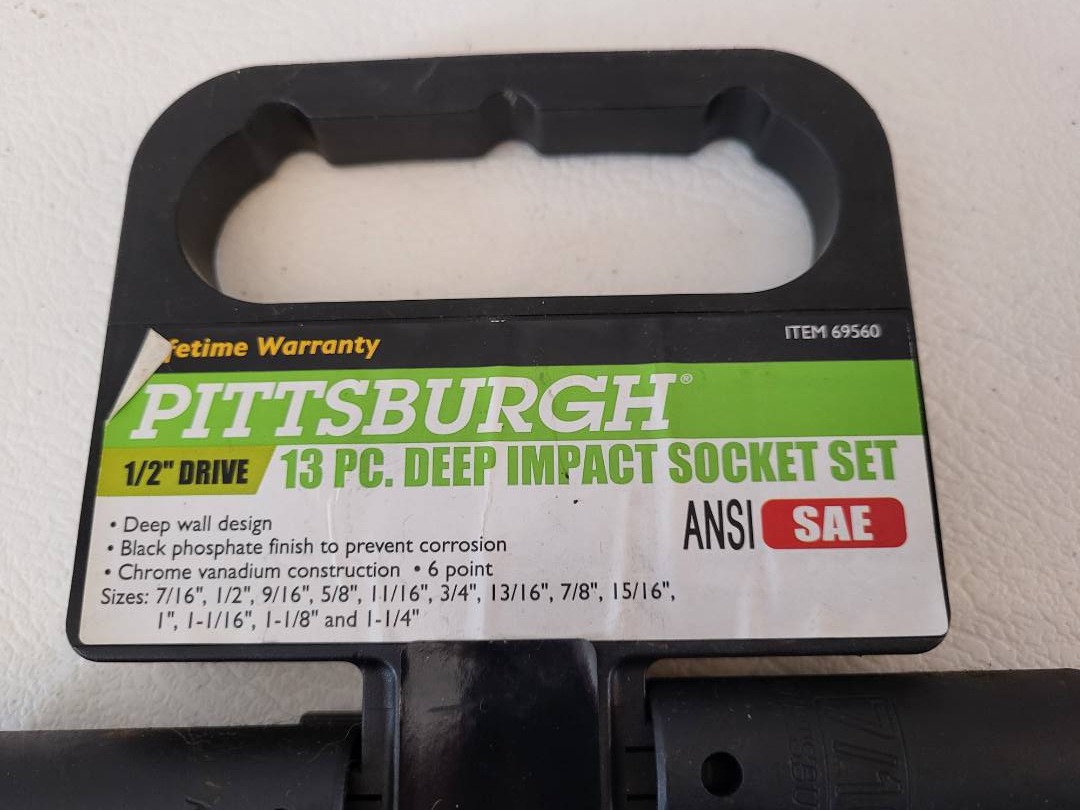 fetime Warranty
ITEM 69560
PITTSBURGH®
1/2" DRIVE 13 PC. DEEP IMPACT SOCKET SET
ANSI SAE
• Deep wall design
• Black phosphate finish to prevent corrosion
• Chrome vanadium construction • 6 point
Sizes: 7/16", 1/2", 9/16", 5/8", 11/16", 3/4", 13/16", 7/8", 15/16",
1", 1-1/16", 1-1/8" and 1-1/4"